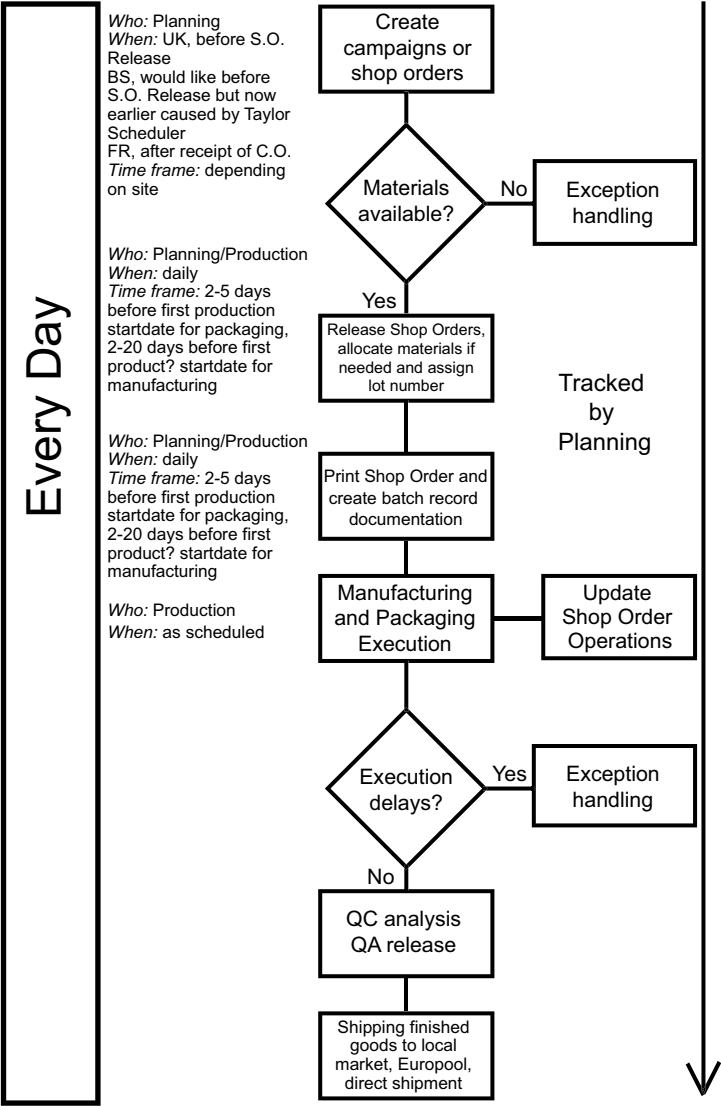 Every Day
Who: Planning
When: UK, before S.O.
Release
BS, would like before
S.O. Release but now
earlier caused by Taylor
Scheduler
FR, after receipt of C.O.
Time frame: depending
on site
Create
campaigns or
shop orders
Materials
available?
No
Exception
handling
Yes
Who: Planning/Production
When: daily
Time frame: 2-5 days
before first production
startdate for packaging,
2-20 days before first
product? startdate for
manufacturing
Release Shop Orders,
allocate materials if
needed and assign
lot number
Tracked
by
Planning
Who: Planning/Production
When: daily
Time frame: 2-5 days
before first production
startdate for packaging,
2-20 days before first
product? startdate for
manufacturing
Print Shop Order and
create batch record
documentation
Who: Production
When: as scheduled
Manufacturing
and Packaging
Execution
Update
Shop Order
Operations
Execution
delays?
Yes
Exception
handling
No
QC analysis
QA release
Shipping finished
goods to local
market, Europool,
direct shipment